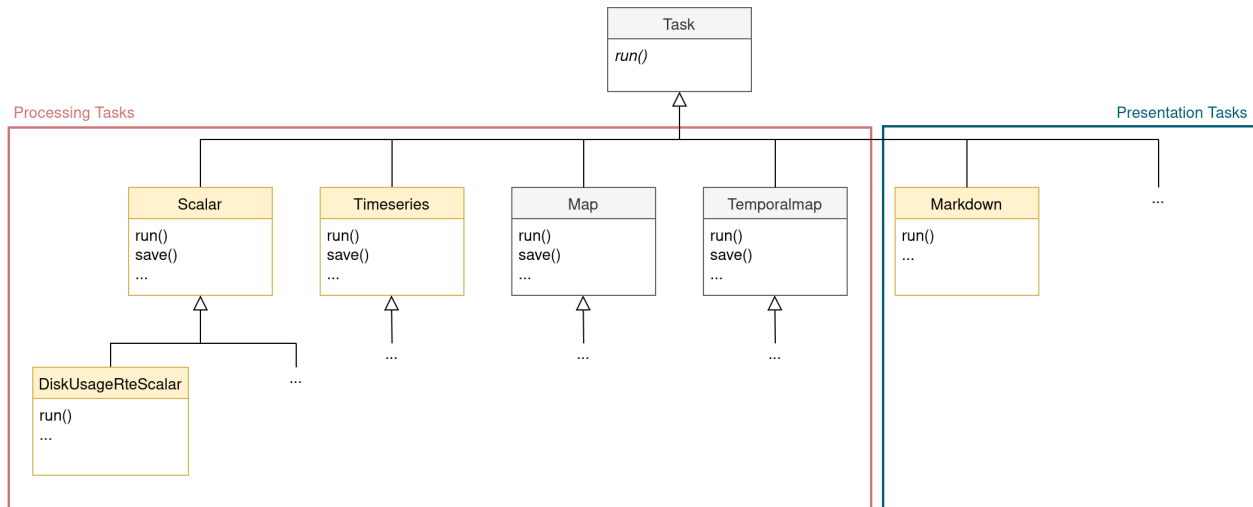 Task
run()
Processing Tasks
Presentation Tasks
Scalar
run()
save()
...
Timeseries
run()
save()
...
Map
run()
save()
...
Temporalmap
run()
save()
...
Markdown
run()
...
...
...
...
...
...
DiskUsageRteScalar
run()
...